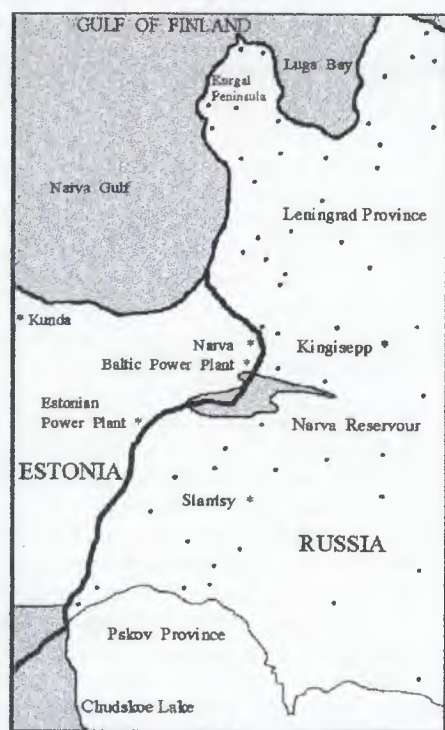 GULF OF FINLAND
Luga Bay
Kurgal
Peninsula
Narva Gulf
Leningrad Province
* Kunda
Narva *
Kingisepp *
Baltic Power Plant *
Estonian
Power Plant *
Narva Reservour
ESTONIA
Slantsy *
RUSSIA
Pskov Province
Chudskoe Lake